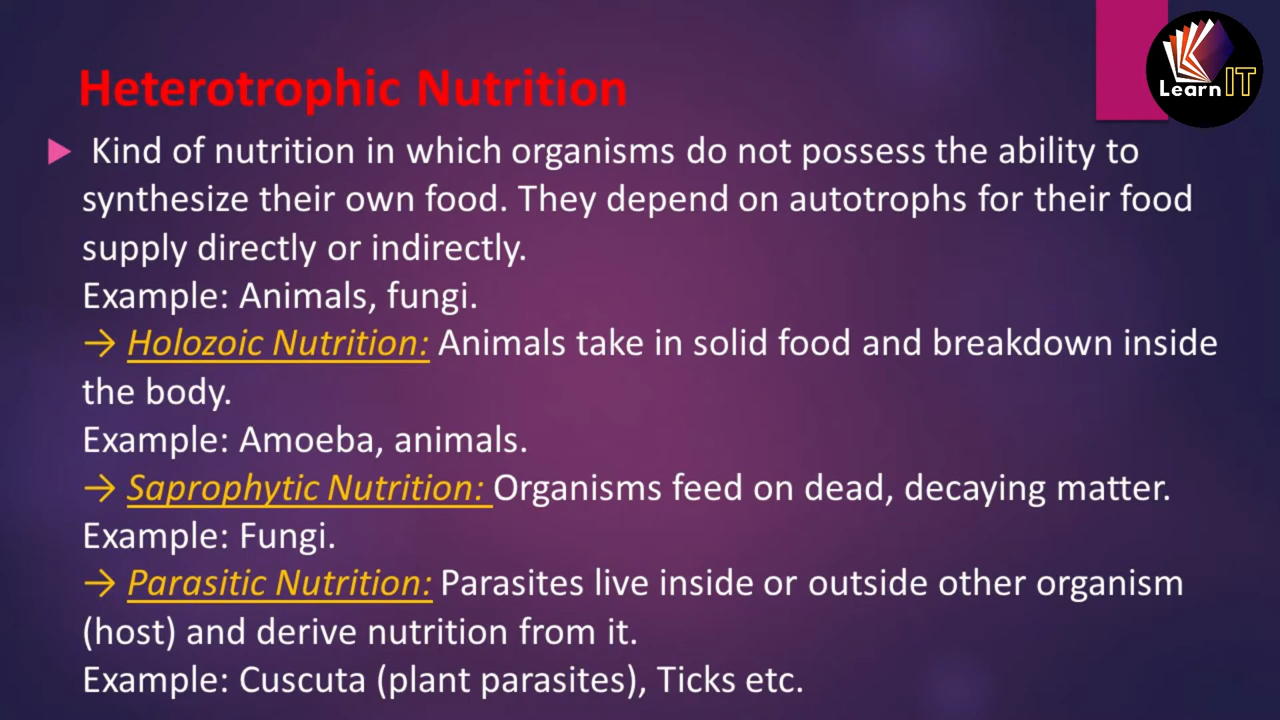 Learn IT
Heterotrophic Nutrition
Kind of nutrition in which organisms do not possess the ability to
synthesize their own food. They depend on autotrophs for their food
supply directly or indirectly.
Example: Animals, fungi.
→ Holozoic Nutrition: Animals take in solid food and breakdown inside
the body.
Example: Amoeba, animals.
→ Saprophytic Nutrition: Organisms feed on dead, decaying matter.
Example: Fungi.
→ Parasitic Nutrition: Parasites live inside or outside other organism
(host) and derive nutrition from it.
Example: Cuscuta (plant parasites), Ticks etc.